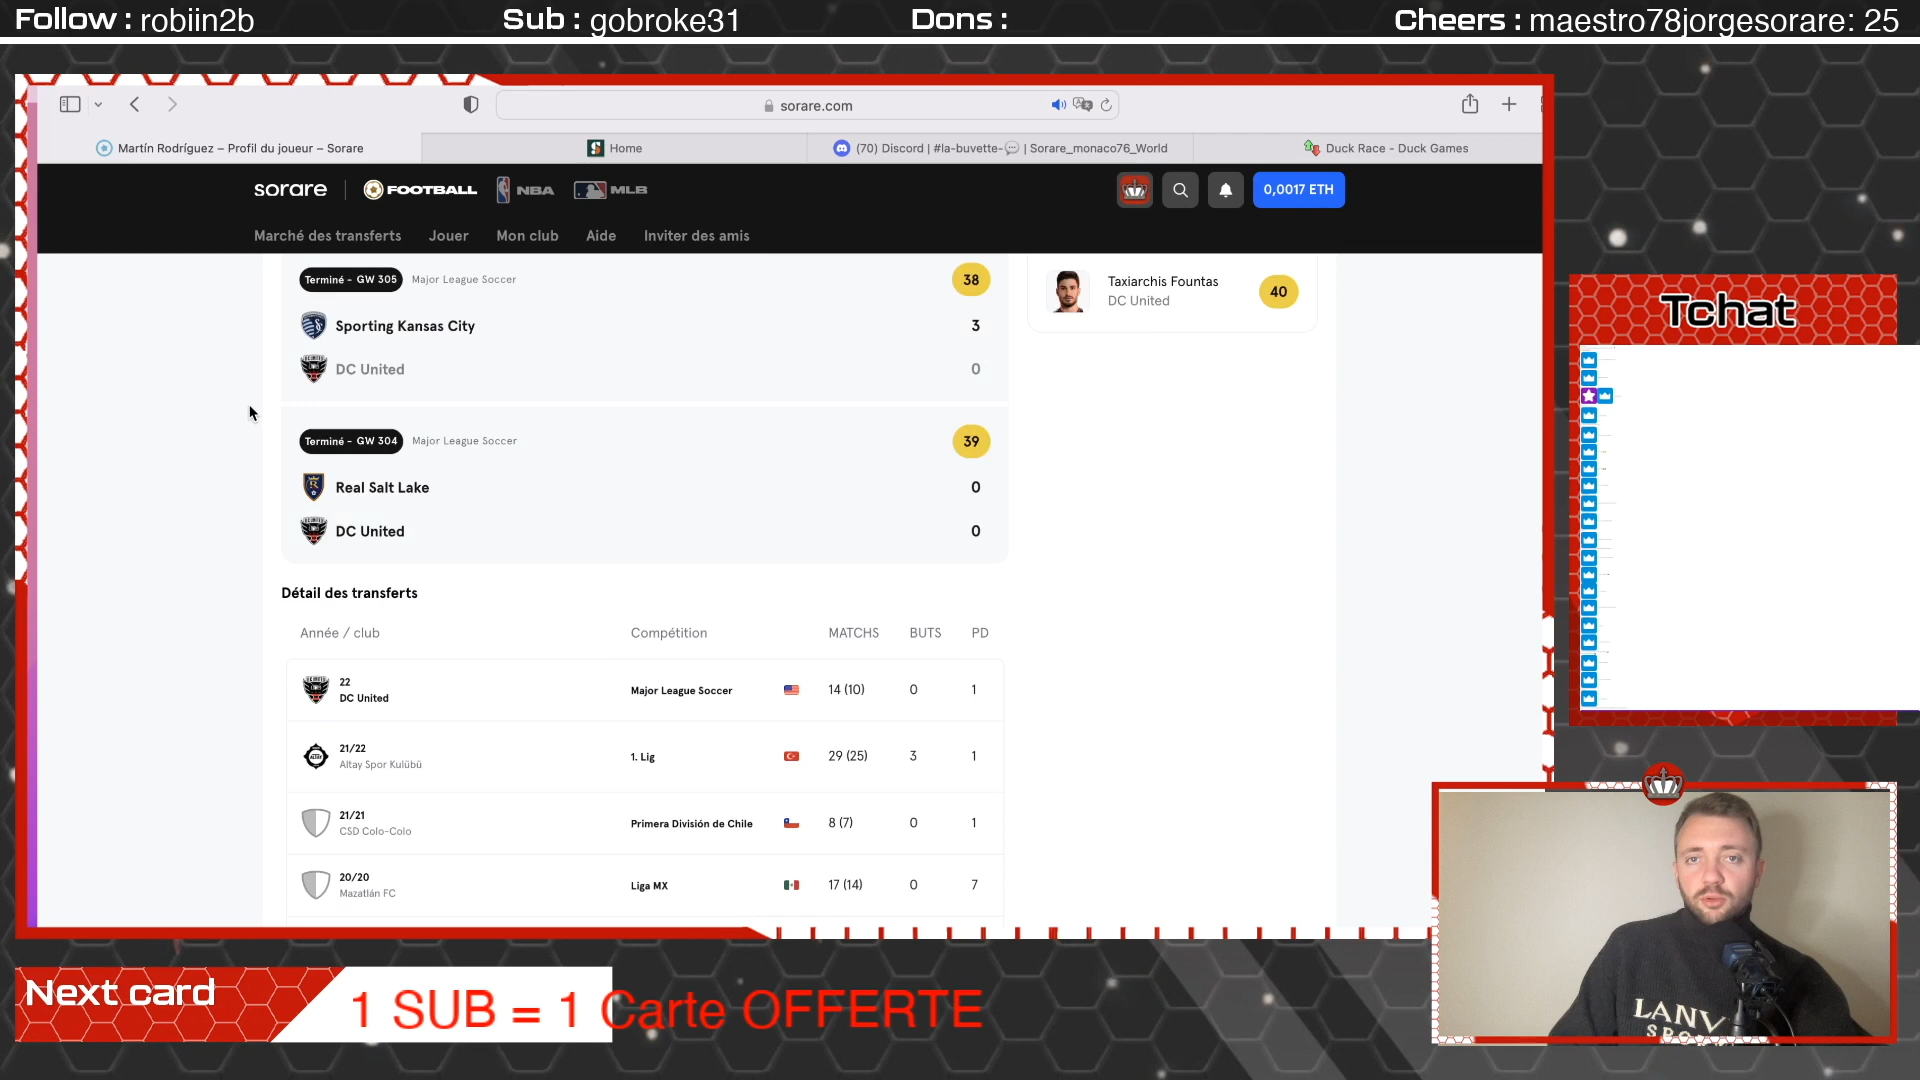 Follow : robiin2b
Sub : gobroke31
Dons :
Cheers : maestro78jorgesorare: 25
sorare.com
Martín Rodríguez – Profil du joueur – Sorare
Home
(70) Discord | #la-buvette-💬 | Sorare_monaco76_World
Duck Race - Duck Games
sorare
FOOTBALL
NBA
MLB
0,0017 ETH
Marché des transferts
Jouer
Mon club
Aide
Inviter des amis
Terminé - GW 305
Major League Soccer
38
Sporting Kansas City
3
DC United
0
Taxiarchis Fountas
DC United
40
Terminé - GW 304
Major League Soccer
39
Real Salt Lake
0
DC United
0
Détail des transferts
Année / club
Compétition
MATCHS
BUTS
PD
22
DC United
Major League Soccer
14 (10)
0
1
21/22
Altay Spor Kulübü
1. Lig
29 (25)
3
1
21/21
CSD Colo-Colo
Primera División de Chile
8 (7)
0
1
20/20
Mazatlán FC
Liga MX
17 (14)
0
7
Tchat
LANV
SPO
Next card
1 SUB = 1 Carte OFFERTE